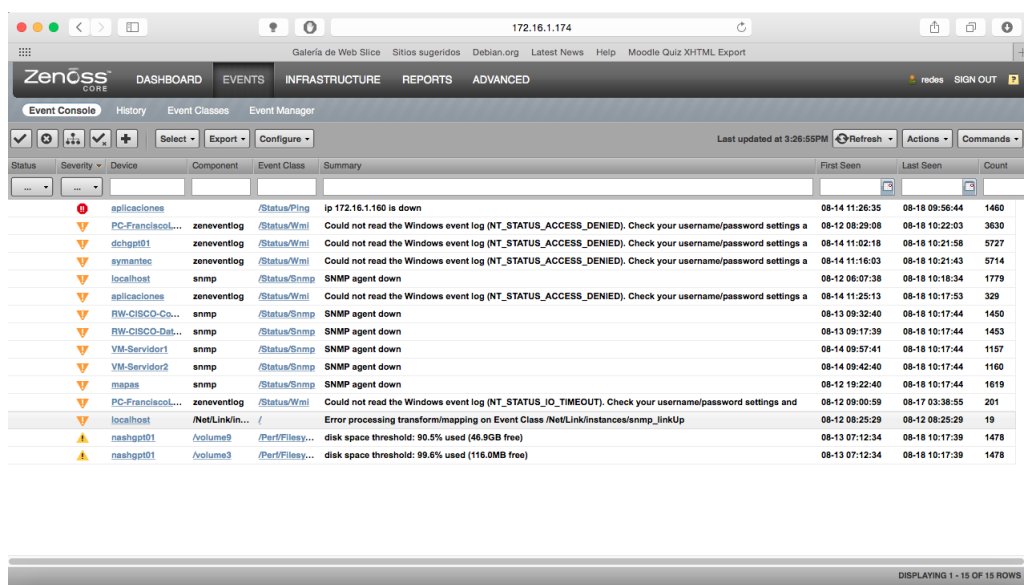 172.16.1.174
Galería de Web Slice Sitios sugeridos Debian.org Latest News Help Moodle Quiz XHTML Export
Zenoss CORE DASHBOARD EVENTS INFRASTRUCTURE REPORTS ADVANCED redes SIGN OUT ?
Event Console History Event Classes Event Manager
Select Export Configure Last updated at 3:26:55PM Refresh Actions Commands
Status Severity Device Component Event Class Summary First Seen Last Seen Count
... ...
aplicaciones /Status/Ping ip 172.16.1.160 is down 08-14 11:26:35 08-18 09:56:44 1460
PC-FranciscoL... zeneventlog /Status/Wmi Could not read the Windows event log (NT_STATUS_ACCESS_DENIED). Check your username/password settings a 08-12 08:29:08 08-18 10:22:03 3630
dchgpt01 zeneventlog /Status/Wmi Could not read the Windows event log (NT_STATUS_ACCESS_DENIED). Check your username/password settings a 08-14 11:02:18 08-18 10:21:58 5727
symantec zeneventlog /Status/Wmi Could not read the Windows event log (NT_STATUS_ACCESS_DENIED). Check your username/password settings a 08-14 11:16:03 08-18 10:21:43 5714
localhost snmp /Status/Snmp SNMP agent down 08-12 06:07:38 08-18 10:18:34 1779
aplicaciones zeneventlog /Status/Wmi Could not read the Windows event log (NT_STATUS_ACCESS_DENIED). Check your username/password settings a 08-14 11:25:13 08-18 10:17:53 329
RW-CISCO-Co... snmp /Status/Snmp SNMP agent down 08-13 09:32:40 08-18 10:17:44 1450
RW-CISCO-Dat... snmp /Status/Snmp SNMP agent down 08-13 09:17:39 08-18 10:17:44 1453
VM-Servidor1 snmp /Status/Snmp SNMP agent down 08-14 09:57:41 08-18 10:17:44 1157
VM-Servidor2 snmp /Status/Snmp SNMP agent down 08-14 09:42:40 08-18 10:17:44 1160
mapas snmp /Status/Snmp SNMP agent down 08-12 19:22:40 08-18 10:17:44 1619
PC-FranciscoL... zeneventlog /Status/Wmi Could not read the Windows event log (NT_STATUS_IO_TIMEOUT). Check your username/password settings and 08-12 09:00:59 08-17 03:38:55 201
localhost /Net/Link/in... / Error processing transform/mapping on Event Class /Net/Link/instances/snmp_linkUp 08-12 08:25:29 08-12 08:25:29 19
nashgpt01 /volume9 /Perf/Filesy... disk space threshold: 90.5% used (46.9GB free) 08-13 07:12:34 08-18 10:17:39 1478
nashgpt01 /volume3 /Perf/Filesy... disk space threshold: 99.6% used (116.0MB free) 08-13 07:12:34 08-18 10:17:39 1478
DISPLAYING 1 - 15 OF 15 ROWS